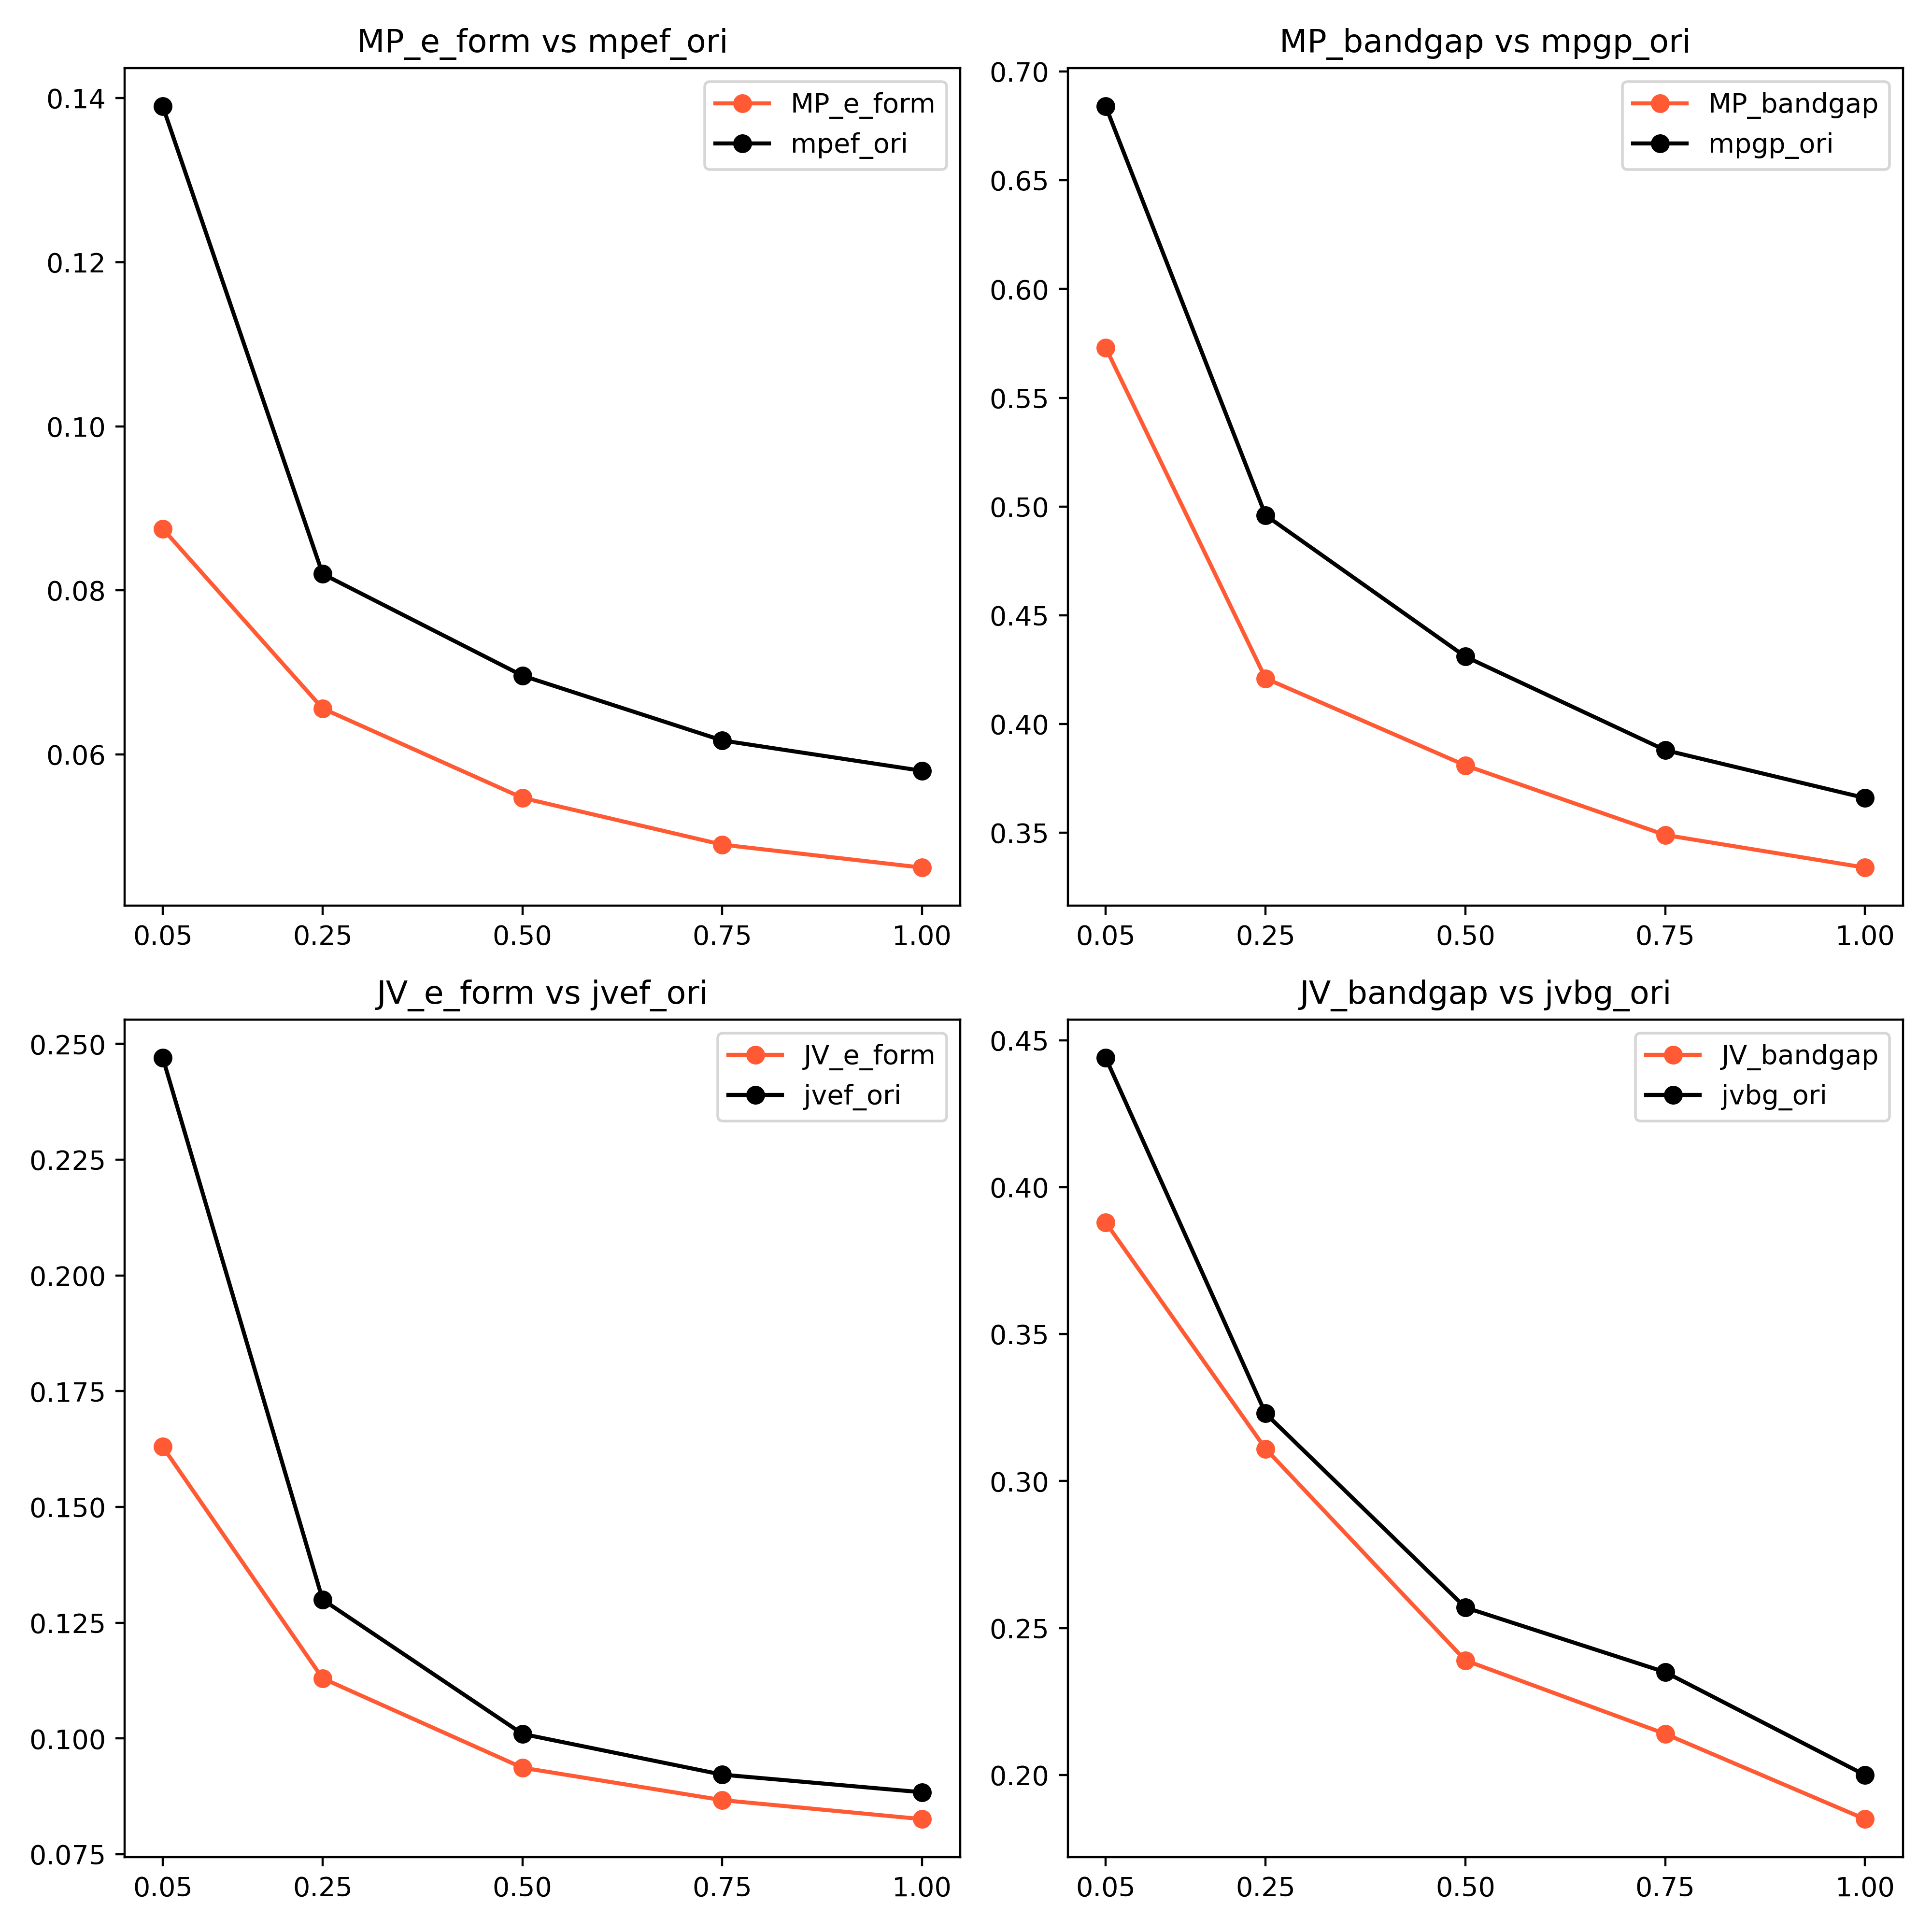 MP_e_form vs mpef_ori
MP_e_form
mpef_ori
0.14
0.12
0.10
0.08
0.06
0.05 0.25 0.50 0.75 1.00
MP_bandgap vs mpgp_ori
MP_bandgap
mpgp_ori
0.70
0.65
0.60
0.55
0.50
0.45
0.40
0.35
0.05 0.25 0.50 0.75 1.00
JV_e_form vs jvef_ori
JV_e_form
jvef_ori
0.250
0.225
0.200
0.175
0.150
0.125
0.100
0.075
0.05 0.25 0.50 0.75 1.00
JV_bandgap vs jvbg_ori
JV_bandgap
jvbg_ori
0.45
0.40
0.35
0.30
0.25
0.20
0.05 0.25 0.50 0.75 1.00